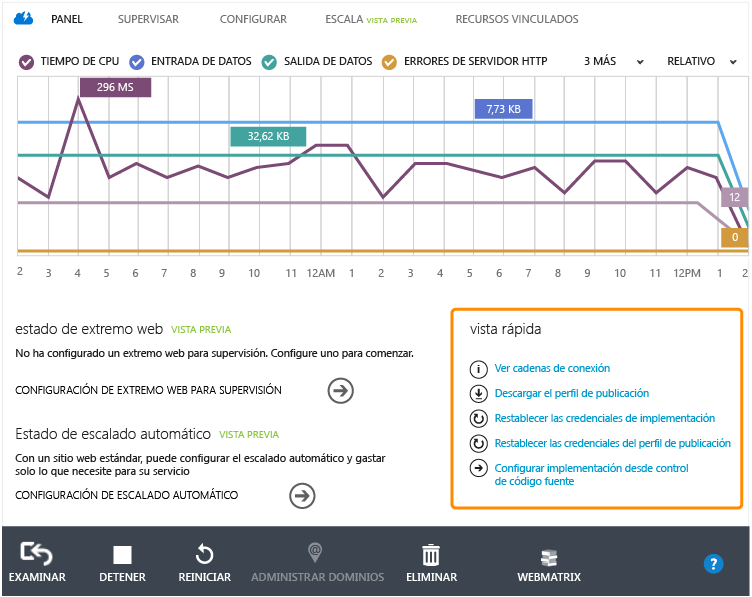 PANEL SUPERVISAR CONFIGURAR ESCALA VISTA PREVIA RECURSOS VINCULADOS
TIEMPO DE CPU ENTRADA DE DATOS SALIDA DE DATOS ERRORES DE SERVIDOR HTTP 3 MÁS RELATIVO
296 MS
7,73 KB
32,62 KB
12
0
2 3 4 5 6 7 8 9 10 11 12AM 1 2 3 4 5 6 7 8 9 10 11 12PM 1 2
estado de extremo web VISTA PREVIA
No ha configurado un extremo web para supervisión. Configure uno para comenzar.
CONFIGURACIÓN DE EXTREMO WEB PARA SUPERVISIÓN
Estado de escalado automático VISTA PREVIA
Con un sitio web estándar, puede configurar el escalado automático y gastar
solo lo que necesite para su servicio
CONFIGURACIÓN DE ESCALADO AUTOMÁTICO
vista rápida
Ver cadenas de conexión
Descargar el perfil de publicación
Restablecer las credenciales de implementación
Restablecer las credenciales del perfil de publicación
Configurar implementación desde control
de código fuente
EXAMINAR DETENER REINICIAR ADMINISTRAR DOMINIOS ELIMINAR WEBMATRIX ?